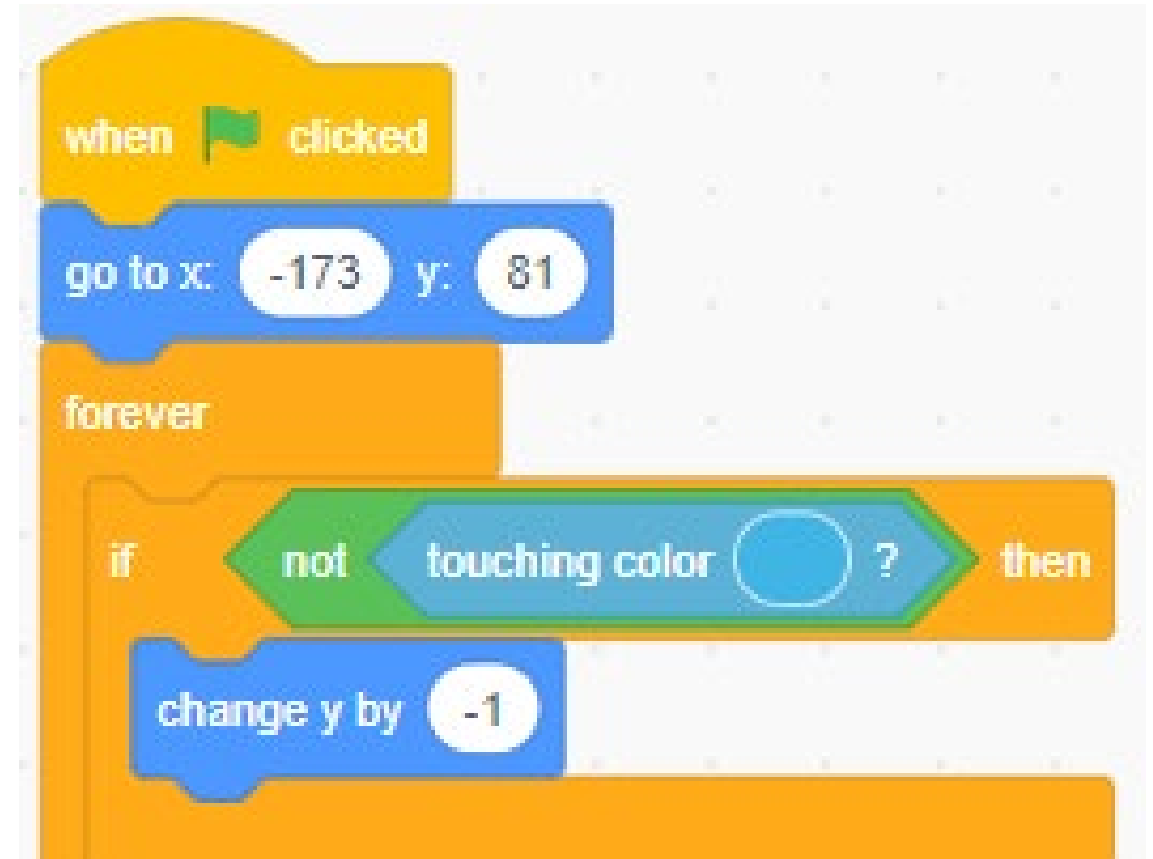 when clicked
go to x: -173 y: 81
forever
if not touching color ? then
change y by -1